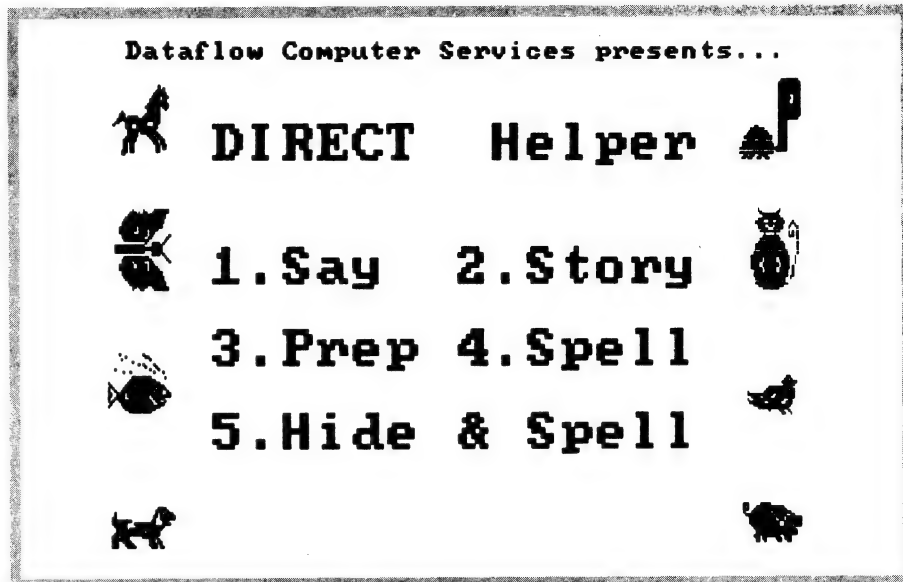 Dataflow Computer Services presents...
DIRECT Helper
1.Say 2.Story
3.Prep 4.Spell
5.Hide & Spell